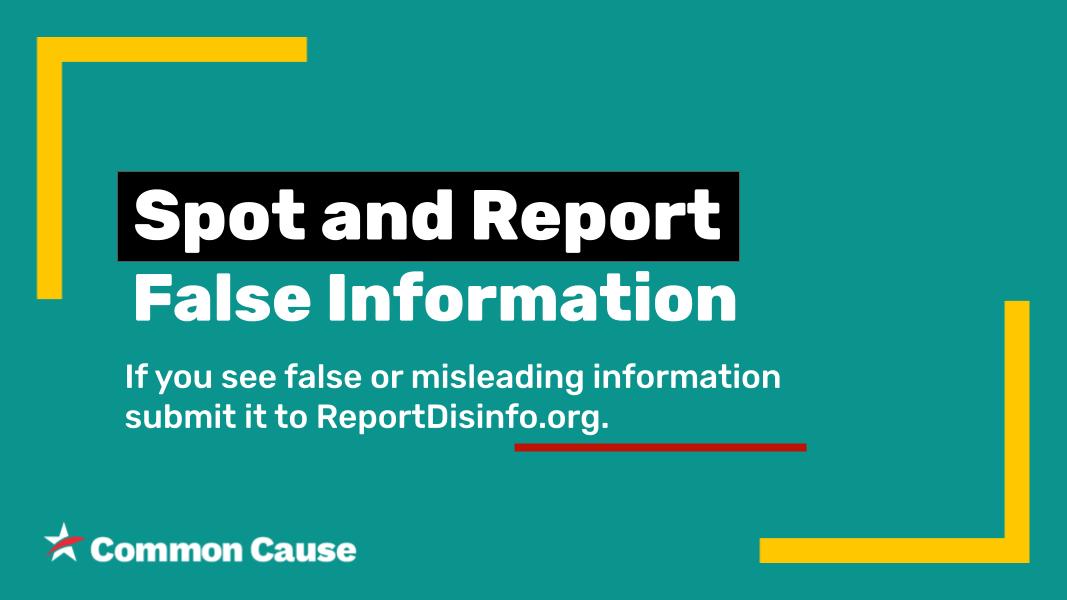 Spot and Report
False Information
If you see false or misleading information
submit it to ReportDisinfo.org.
Common Cause